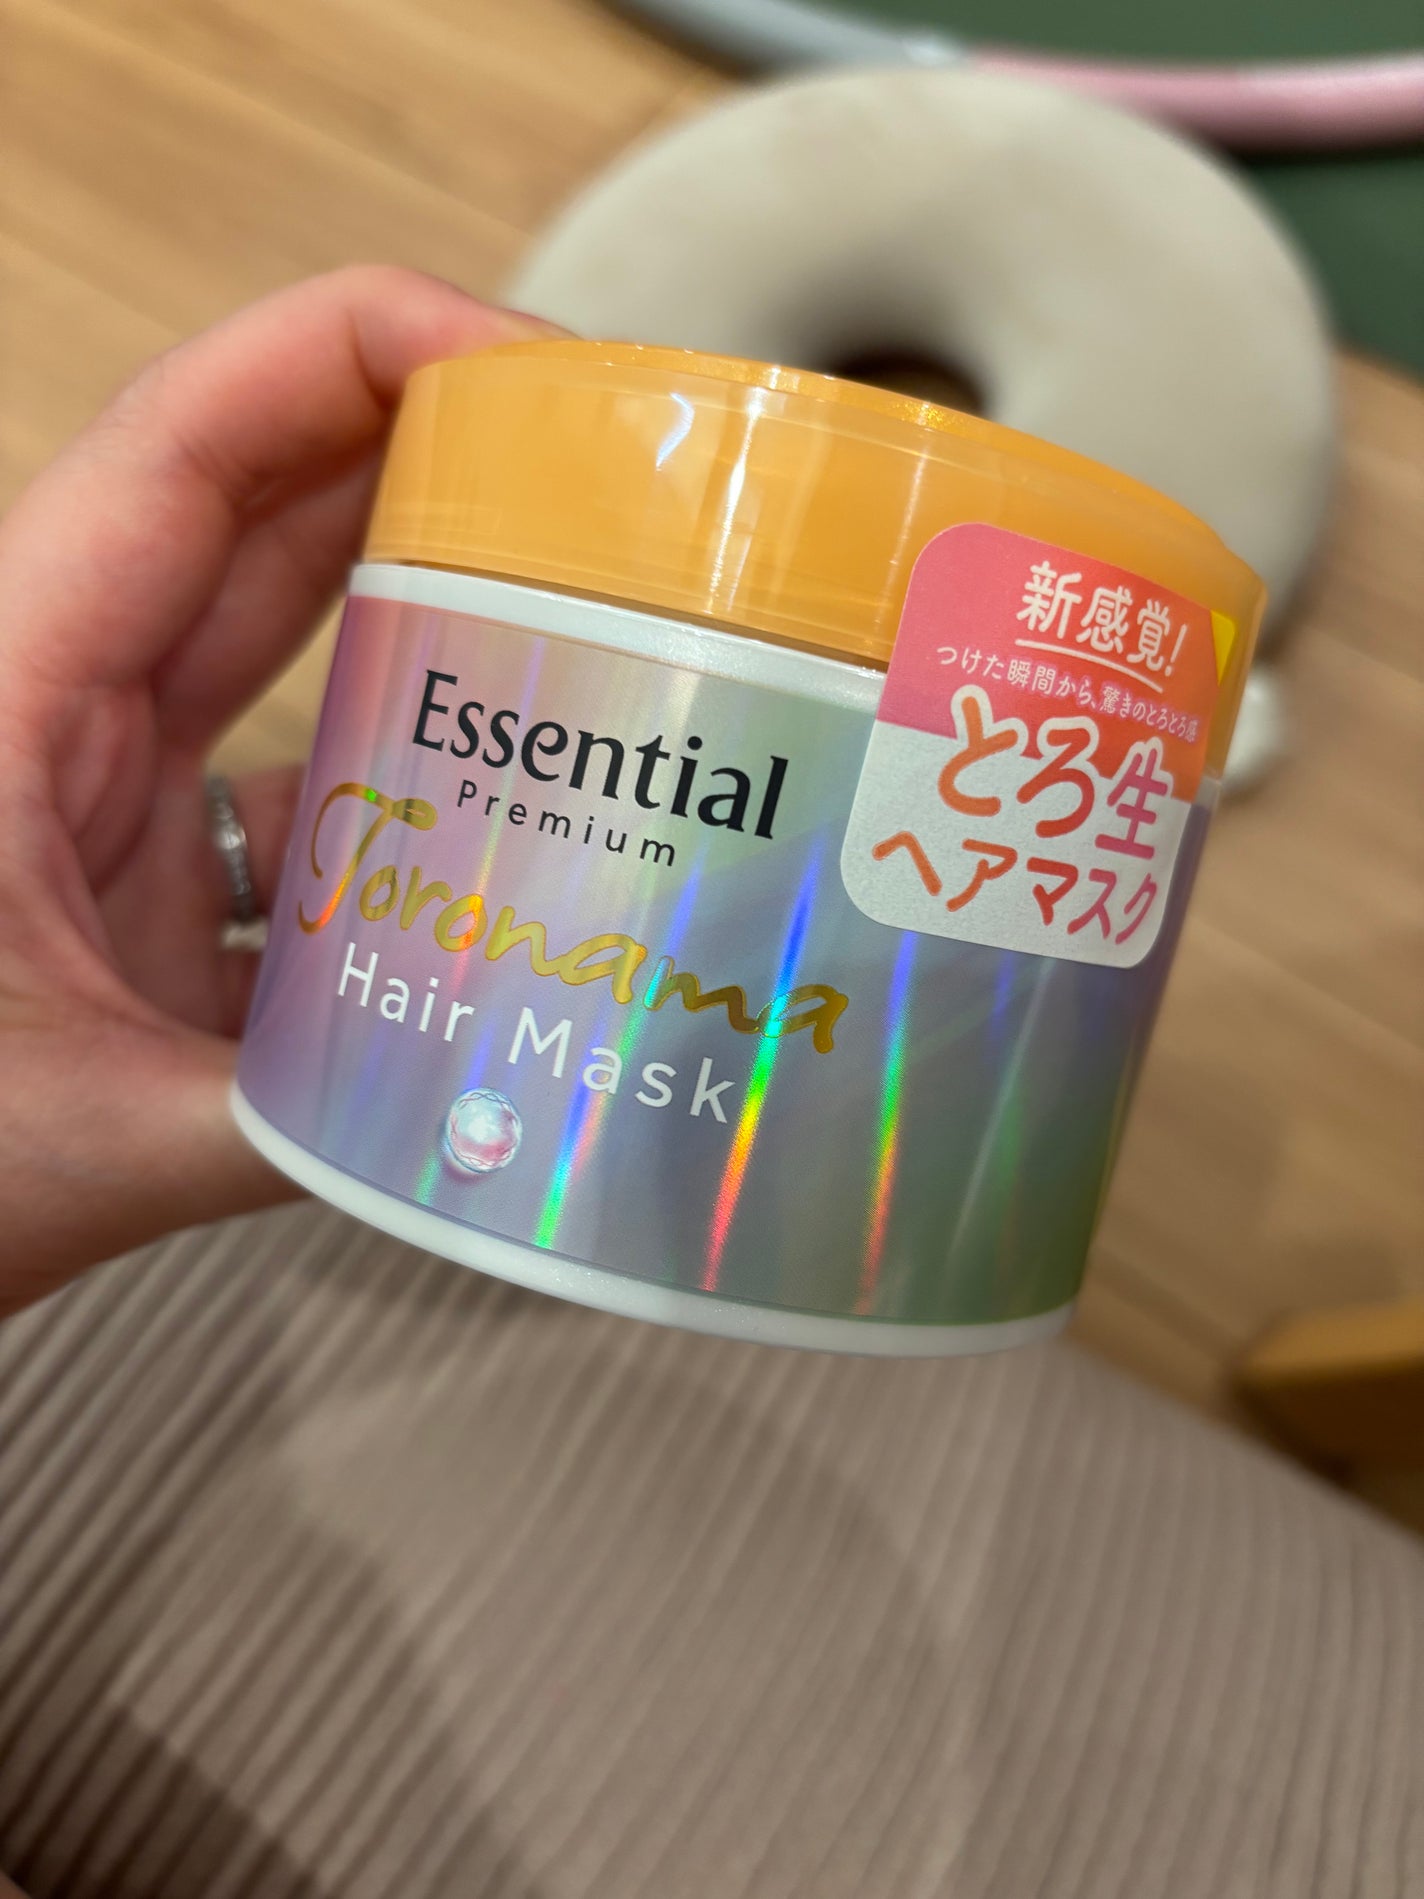 Essential
Premium
Toronama
Hair Mask
新感覚!
つけた瞬間から、驚きのとろとろ感
とろ生
ヘアマスク